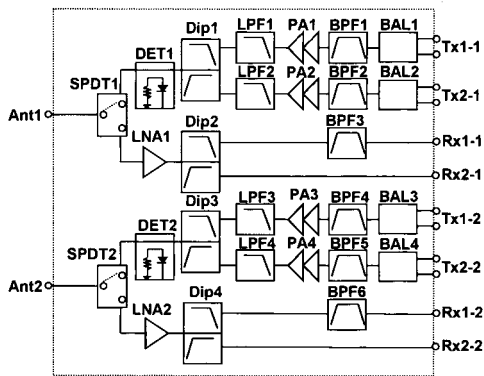 Dip1 LPF1 PA1 BPF1 BAL1
Tx1-1
DET1
LPF2 PA2 BPF2 BAL2
SPDT1
Tx2-1
Ant1
Dip2
LNA1
BPF3
Rx1-1
Rx2-1
Dip3 LPF3 PA3 BPF4 BAL3
Tx1-2
DET2
LPF4 PA4 BPF5 BAL4
SPDT2
Tx2-2
Ant2
Dip4
LNA2
BPF6
Rx1-2
Rx2-2